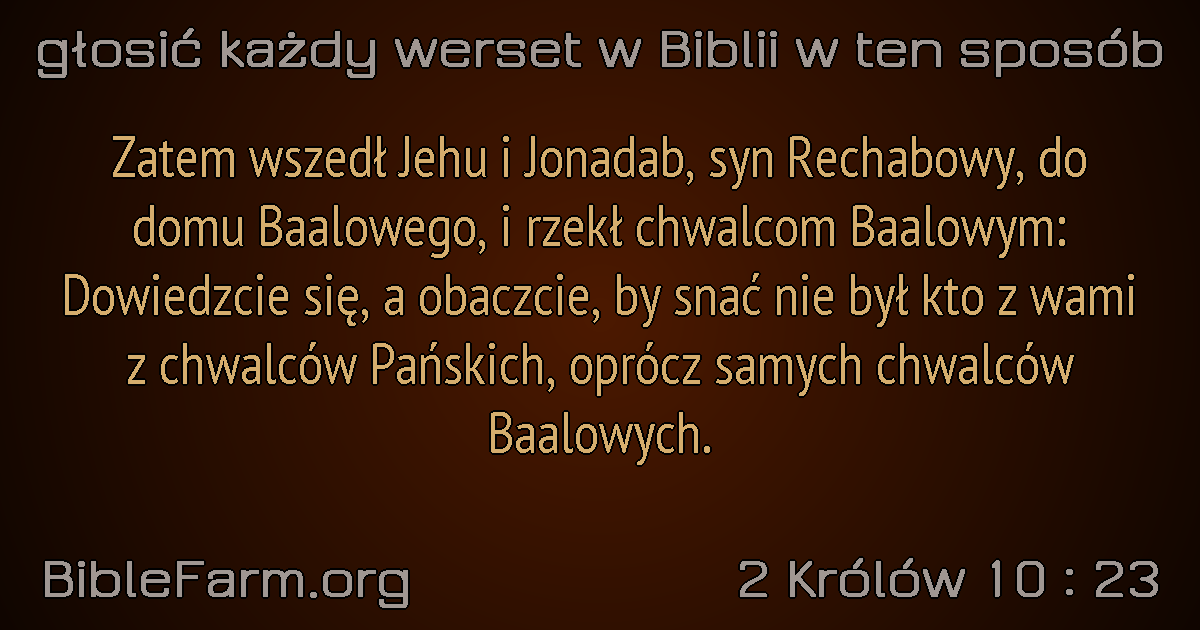 głosić każdy werset w Biblii w ten sposób
Zatem wszedł Jehu i Jonadab, syn Rechabowy, do
domu Baalowego, i rzekł chwalcom Baalowym:
Dowiedzcie się, a obaczcie, by snać nie był kto z wami
z chwalców Pańskich, oprócz samych chwalców
Baalowych.
BibleFarm.org
2 Królów 10 : 23